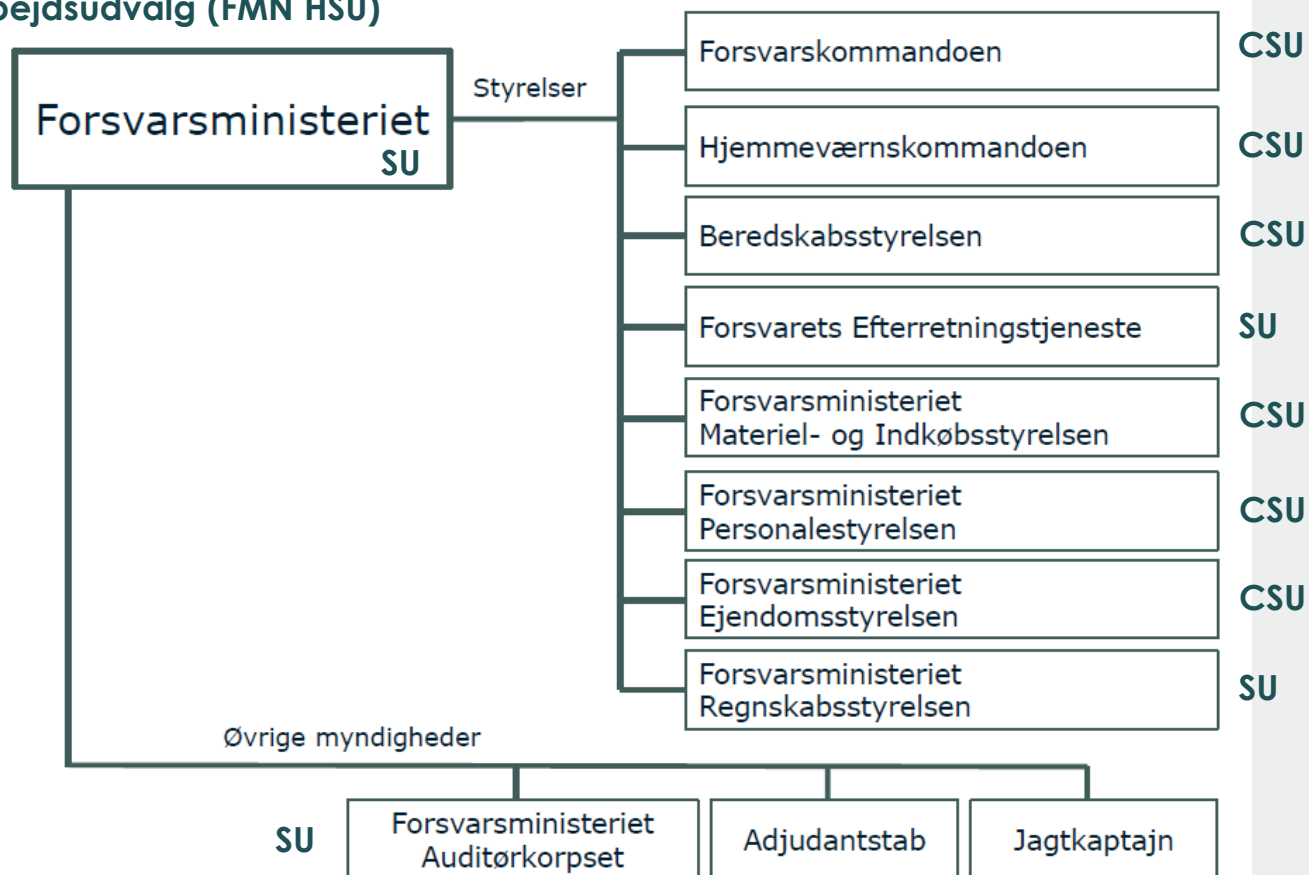 bejdsudvalg (FMN HSU)
Forsvarsministeriet
SU
Styrelser
Forsvarskommandoen
CSU
Hjemmeværnskommandoen
CSU
Beredskabsstyrelsen
CSU
Forsvarets Efterretningstjeneste
SU
Forsvarsministeriet
Materiel- og Indkøbsstyrelsen
CSU
Forsvarsministeriet
Personalestyrelsen
CSU
Forsvarsministeriet
Ejendomsstyrelsen
CSU
Forsvarsministeriet
Regnskabsstyrelsen
SU
Øvrige myndigheder
SU
Forsvarsministeriet
Auditørkorpset
Adjudantstab
Jagtkaptajn